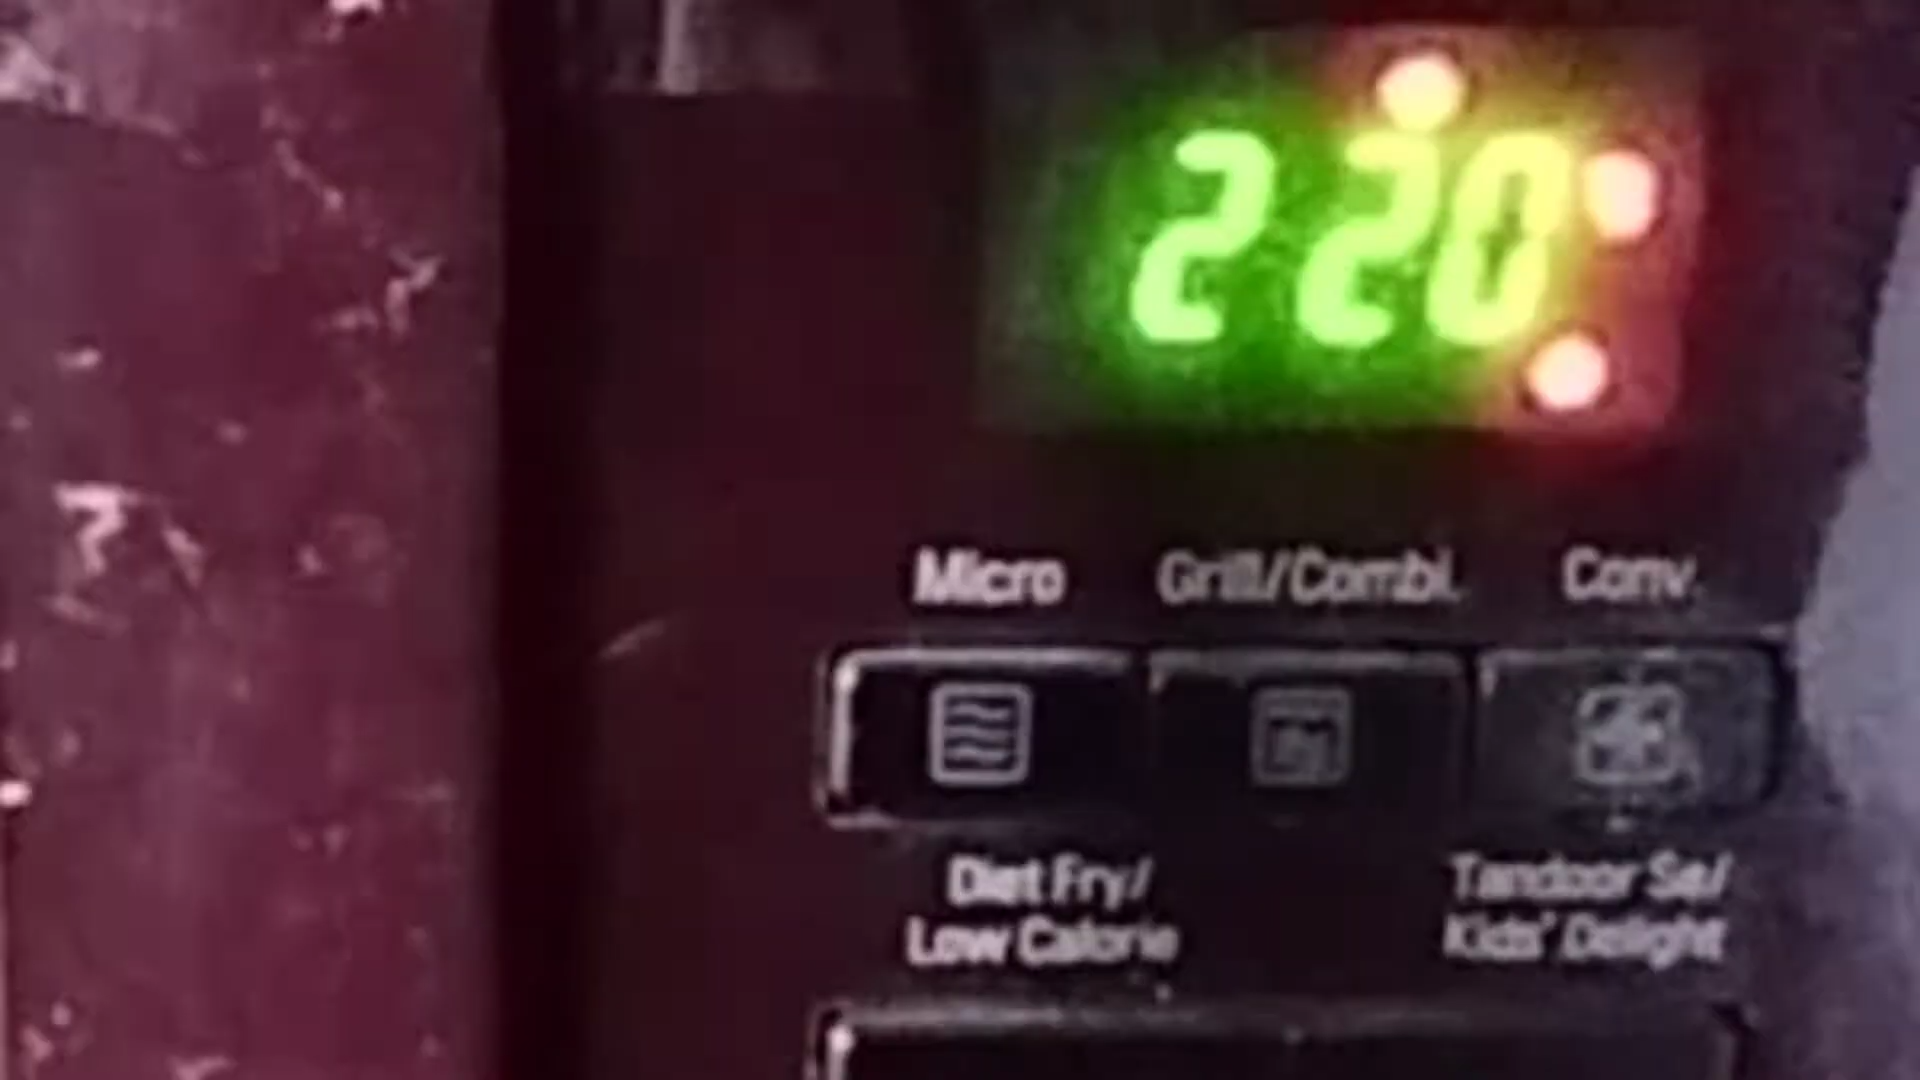 220
Micro Grill/Combi. Conv.
Diet Fry/ Tandoor Se/
Low Calorie Kids' Delight